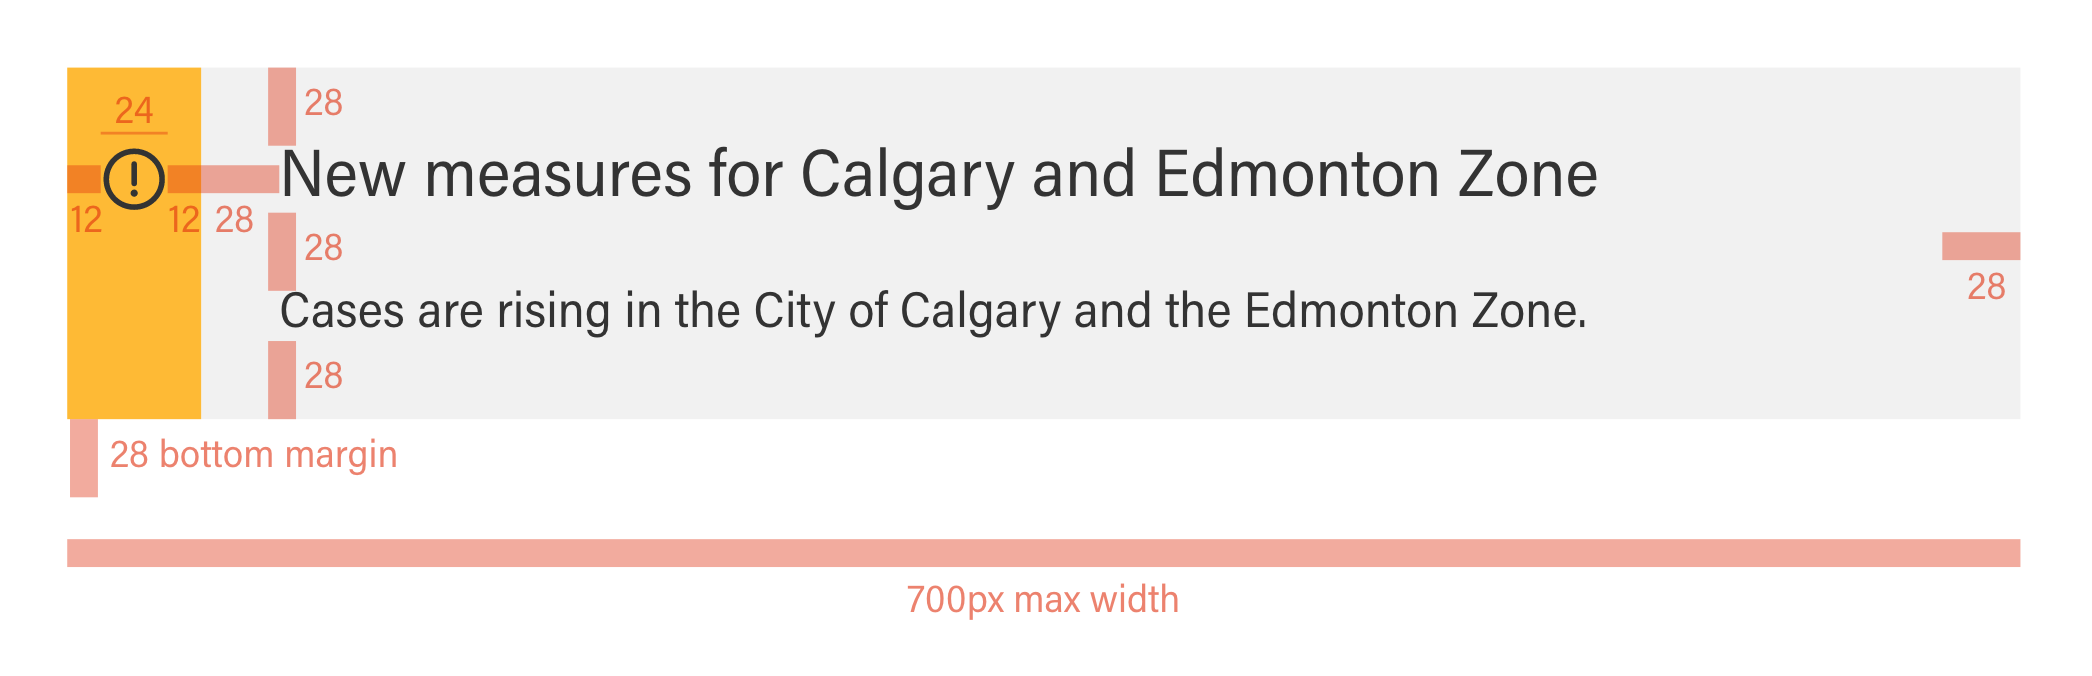 24
28
New measures for Calgary and Edmonton Zone
12 12 28
28
28
Cases are rising in the City of Calgary and the Edmonton Zone.
28
28 bottom margin
700px max width